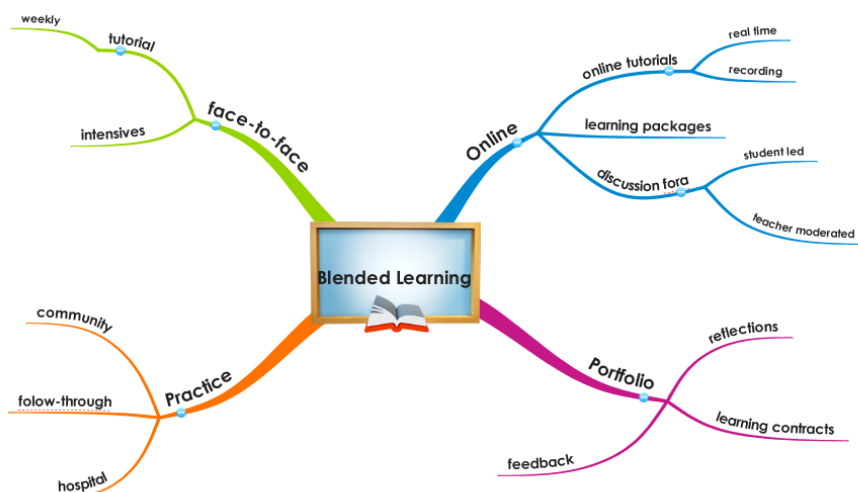 Blended Learning
face-to-face
tutorial
weekly
intensives
Online
online tutorials
real time
recording
learning packages
discussion fora
student led
teacher moderated
Practice
community
folow-through
hospital
Portfolio
reflections
learning contracts
feedback